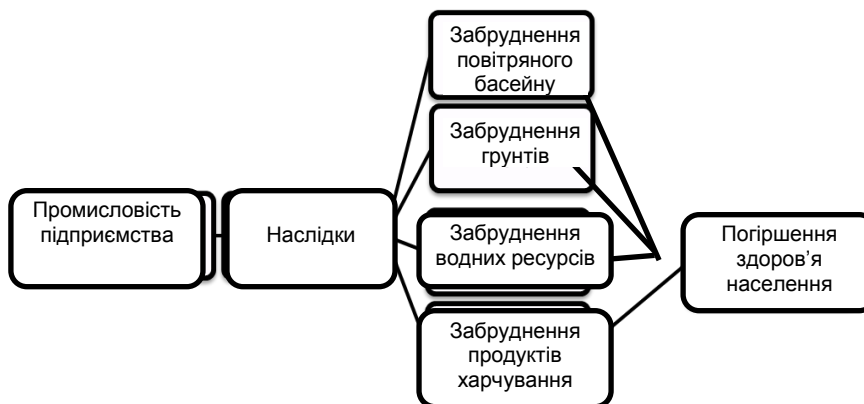 Промисловість
підприємства
Наслідки
Забруднення
повітряного
басейну
Забруднення
грунтів
Забруднення
водних ресурсів
Забруднення
продуктів
харчування
Погіршення
здоров’я
населення